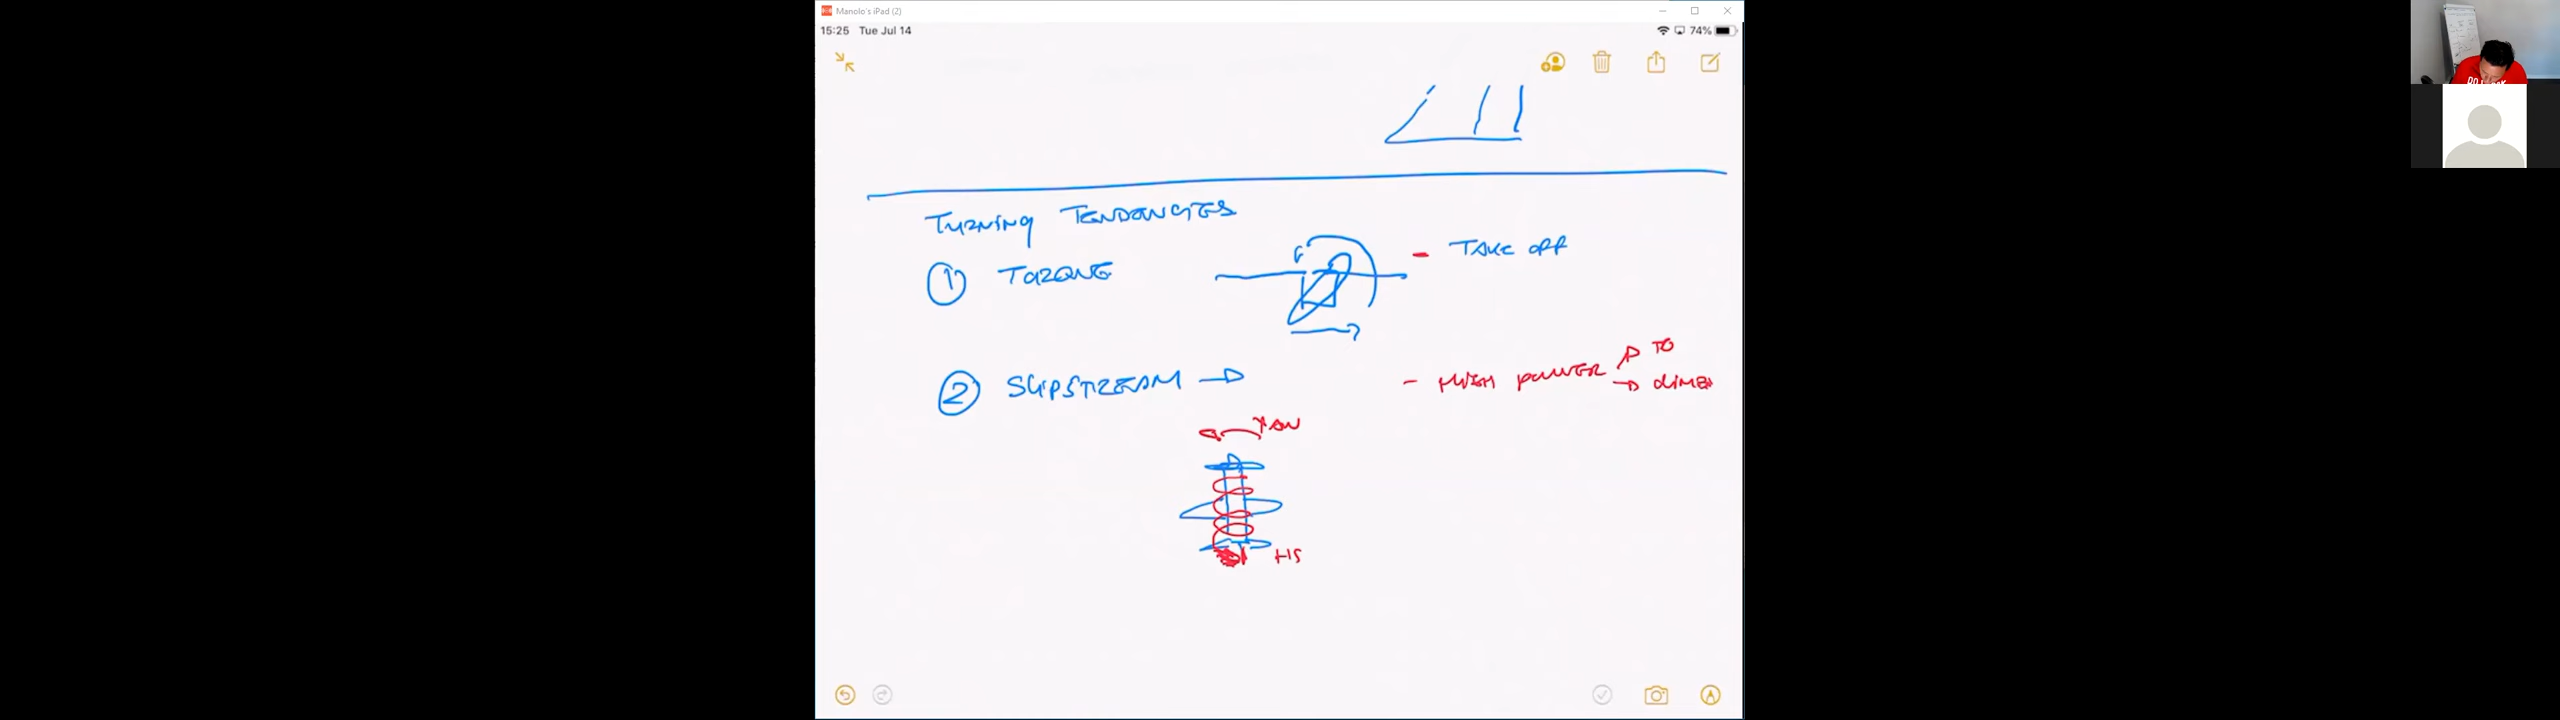 Manolo's iPad (2)
15:25 Tue Jul 14
74%
TURNING TENDENCIES
1 TORQUE
- TAKE OFF
2 SLIPSTREAM →
- HIGH POWER → TO
→ CLIMB
YAW
HS